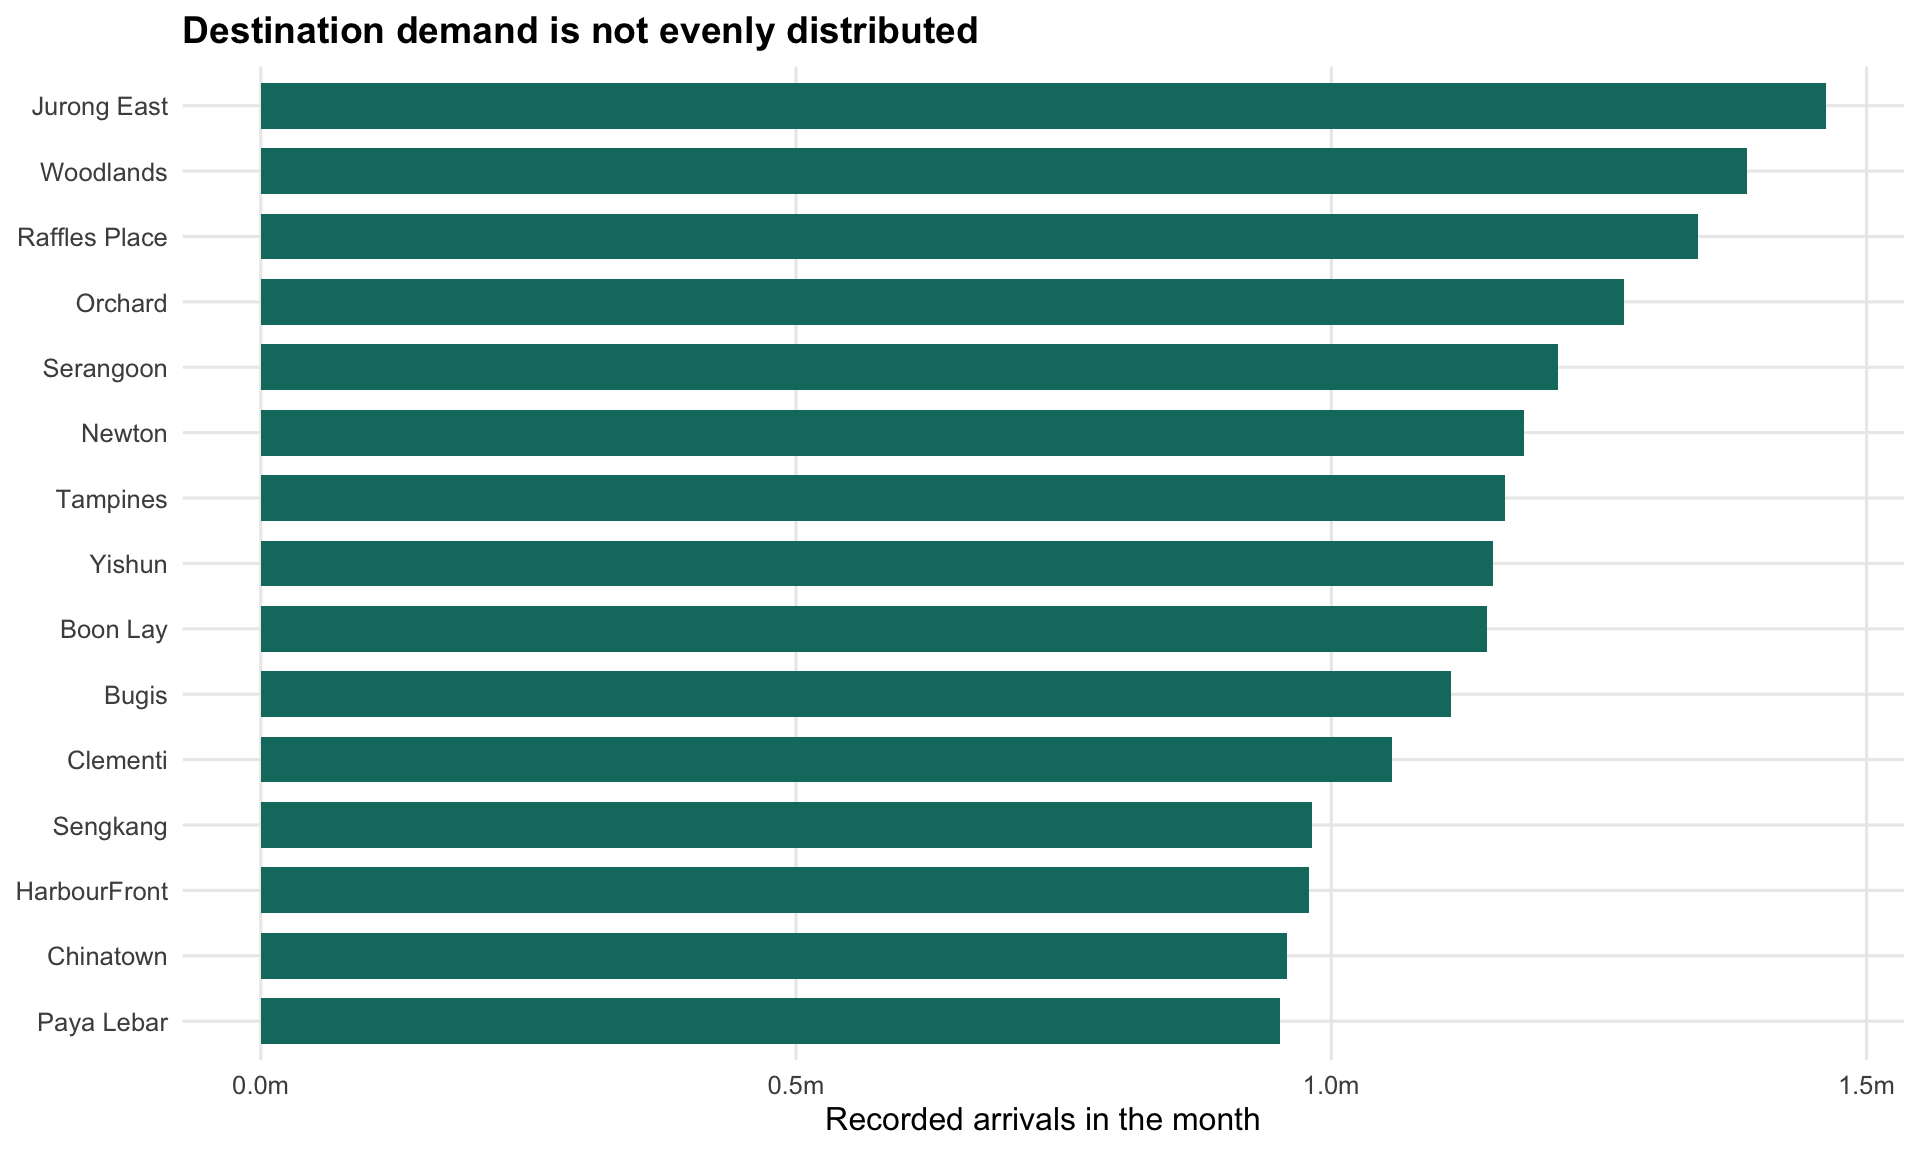 Destination demand is not evenly distributed
Jurong East
Woodlands
Raffles Place
Orchard
Serangoon
Newton
Tampines
Yishun
Boon Lay
Bugis
Clementi
Sengkang
HarbourFront
Chinatown
Paya Lebar
0.0m 0.5m 1.0m 1.5m
Recorded arrivals in the month